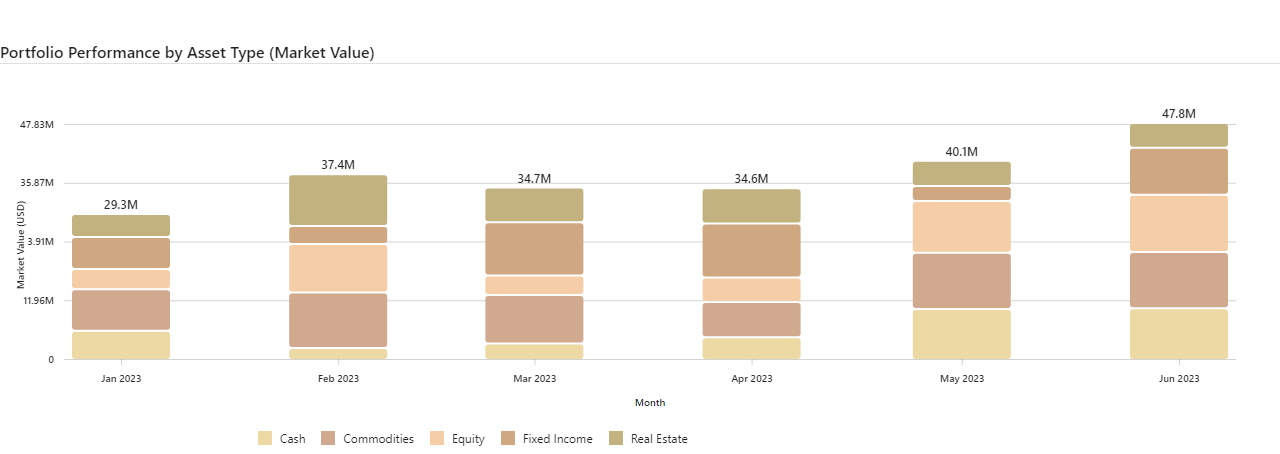 Portfolio Performance by Asset Type (Market Value)
47.83M
35.87M
3.91M
11.96M
0
Market Value (USD)
29.3M
37.4M
34.7M
34.6M
40.1M
47.8M
Jan 2023
Feb 2023
Mar 2023
Apr 2023
May 2023
Jun 2023
Month
Cash
Commodities
Equity
Fixed Income
Real Estate